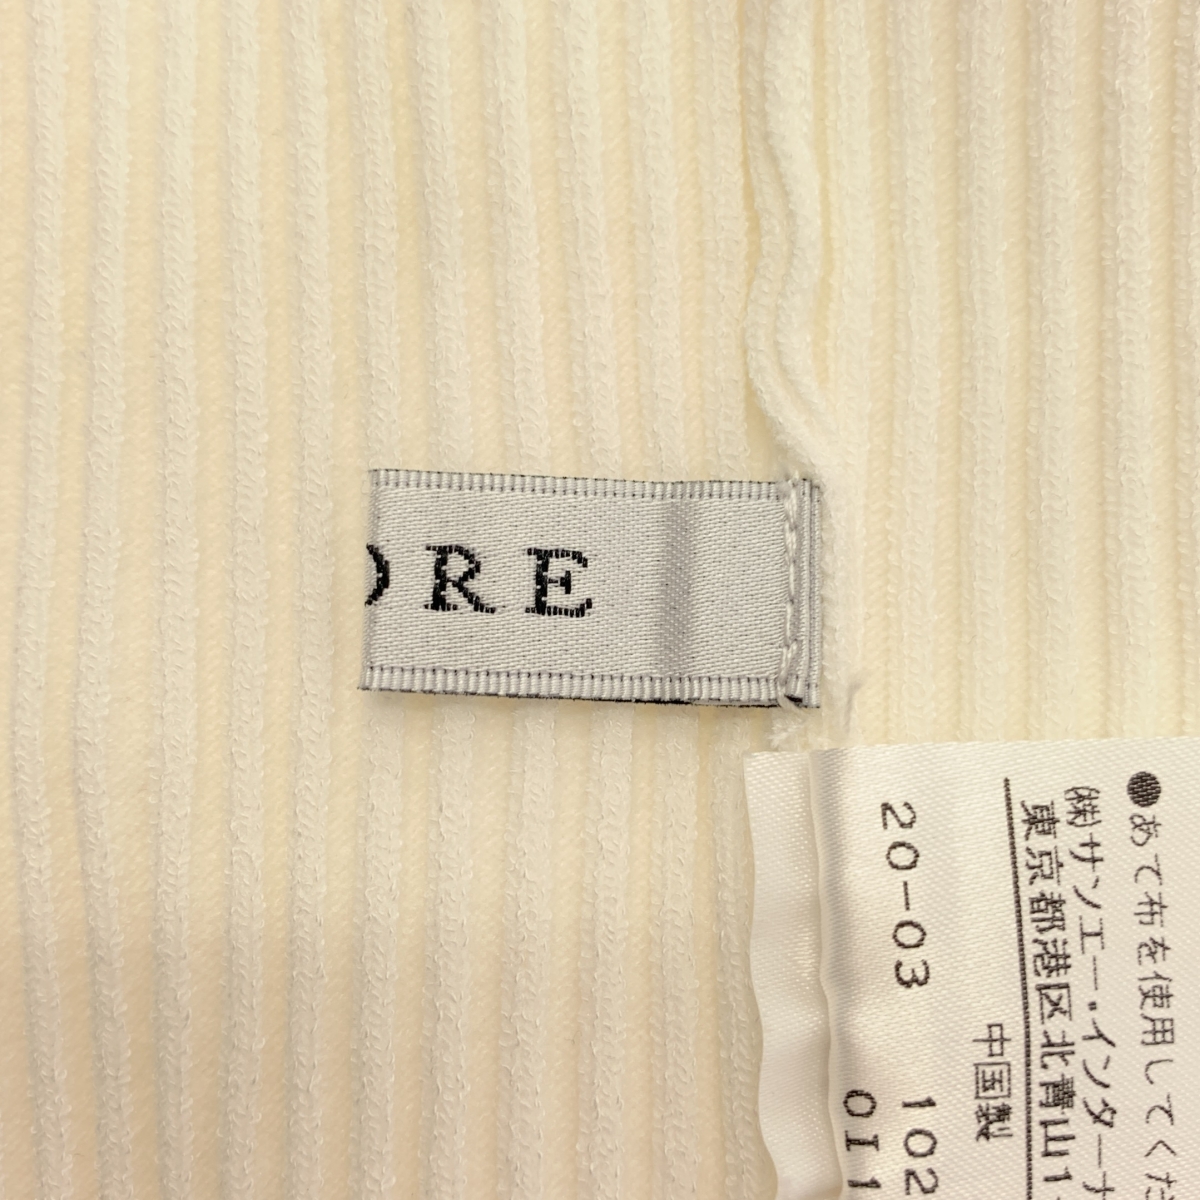 ORE
●あて布を使用してくだ
㈱サンエー・インターナ
東京都港区北青山1
中国製
20-03 102
011